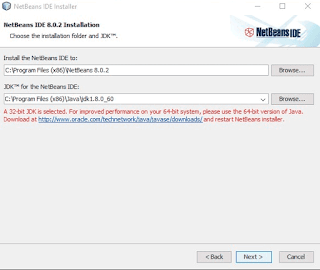 NetBeans IDE Installer
NetBeans IDE 8.0.2 Installation
Choose the installation folder and JDK™.
NetBeans IDE
Install the NetBeans IDE to:
C:\Program Files (x86)\NetBeans 8.0.2
Browse...
JDK™ for the NetBeans IDE:
C:\Program Files (x86)\Java\jdk1.8.0_60
Browse...
A 32-bit JDK is selected. For improved performance on your 64-bit system, please use the 64-bit version of Java.
Download at http://www.oracle.com/technetwork/java/javase/downloads/ and restart NetBeans installer.
< Back
Next >
Cancel